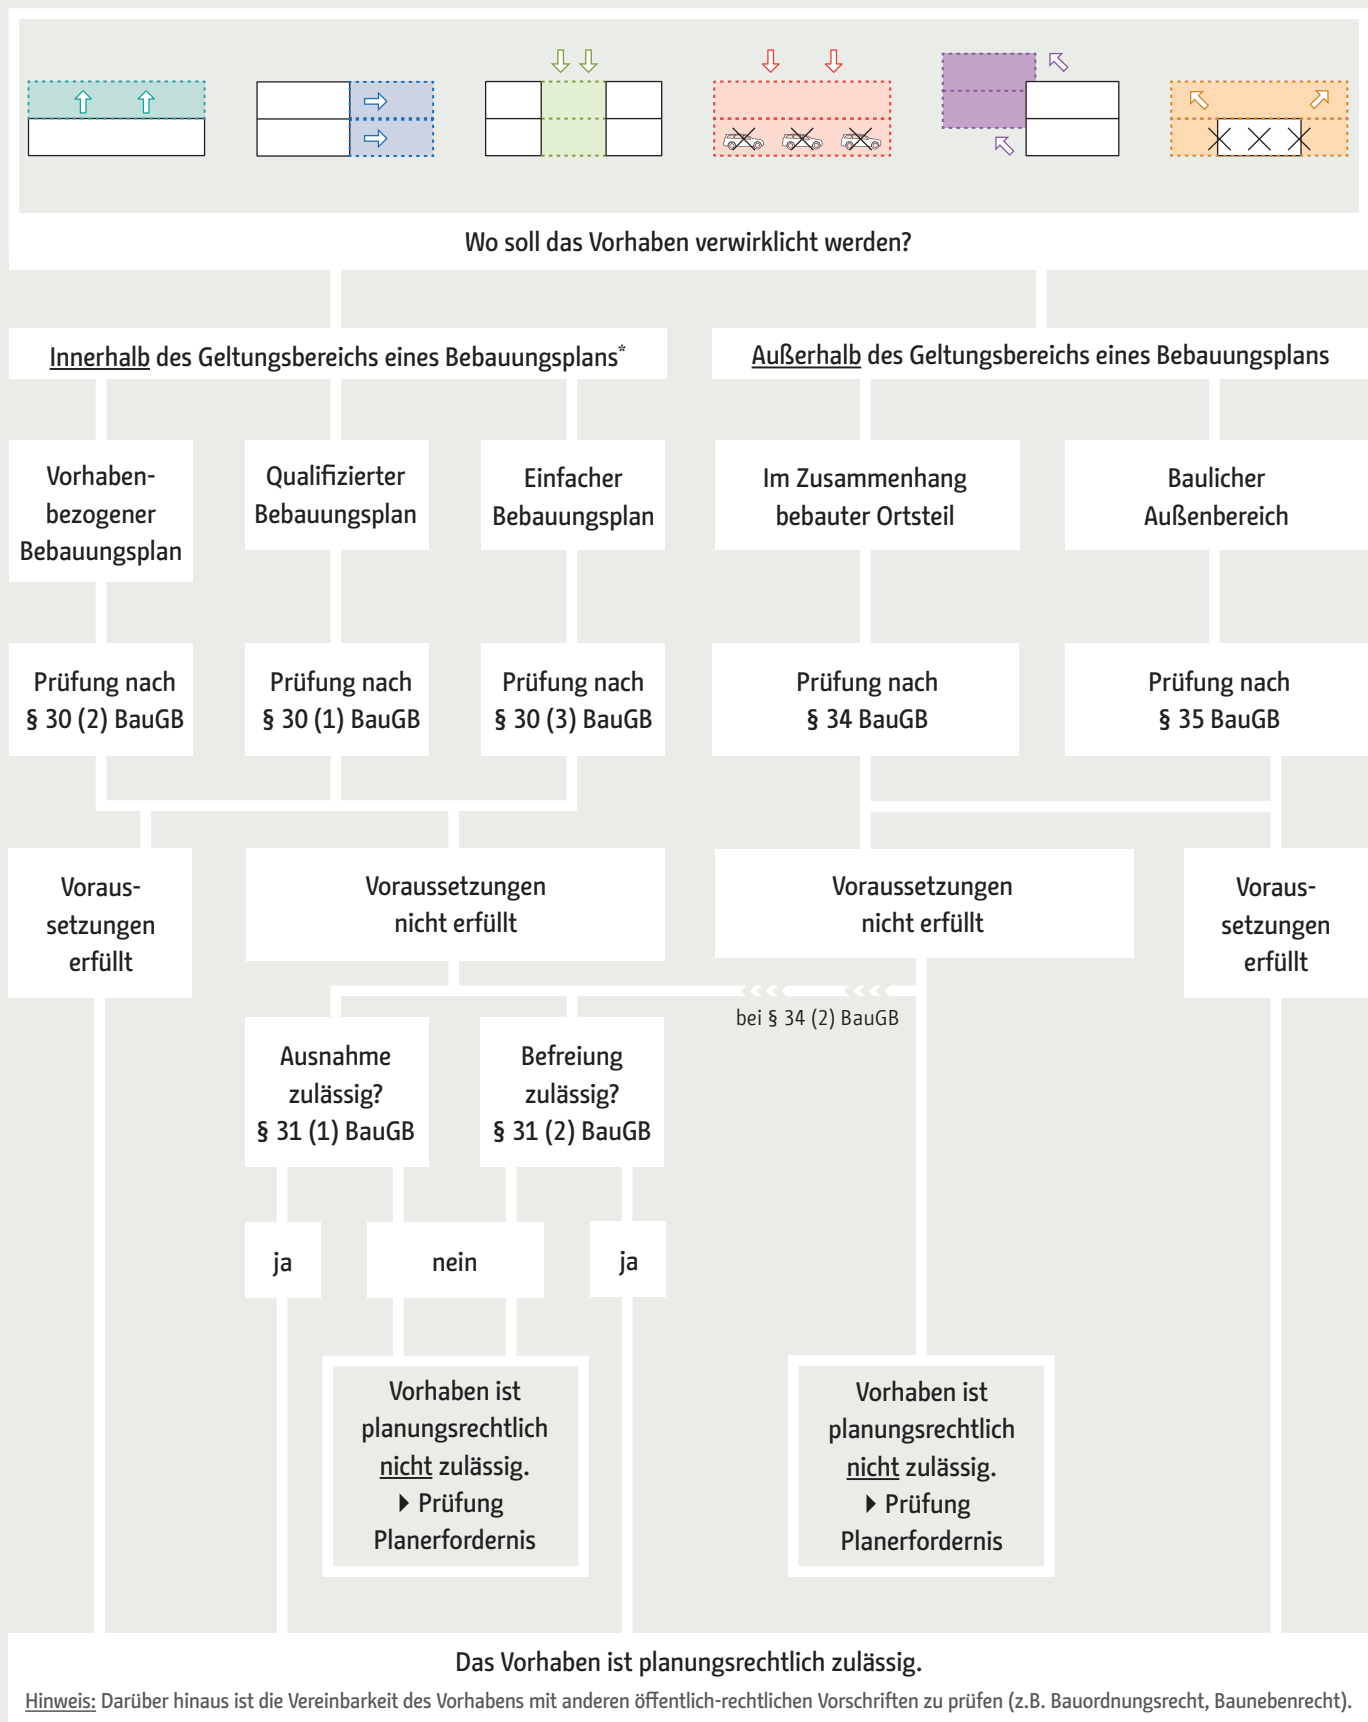 Wo soll das Vorhaben verwirklicht werden?
Innerhalb des Geltungsbereichs eines Bebauungsplans*
Außerhalb des Geltungsbereichs eines Bebauungsplans
Vorhaben-
bezogener
Bebauungsplan
Qualifizierter
Bebauungsplan
Einfacher
Bebauungsplan
Im Zusammenhang
bebauter Ortsteil
Baulicher
Außenbereich
Prüfung nach
§ 30 (2) BauGB
Prüfung nach
§ 30 (1) BauGB
Prüfung nach
§ 30 (3) BauGB
Prüfung nach
§ 34 BauGB
Prüfung nach
§ 35 BauGB
Voraus-
setzungen
erfüllt
Voraussetzungen
nicht erfüllt
Voraussetzungen
nicht erfüllt
Voraus-
setzungen
erfüllt
bei § 34 (2) BauGB
Ausnahme
zulässig?
§ 31 (1) BauGB
Befreiung
zulässig?
§ 31 (2) BauGB
ja
nein
ja
Vorhaben ist
planungsrechtlich
nicht zulässig.
▸ Prüfung
Planerfordernis
Vorhaben ist
planungsrechtlich
nicht zulässig.
▸ Prüfung
Planerfordernis
Das Vorhaben ist planungsrechtlich zulässig.
Hinweis: Darüber hinaus ist die Vereinbarkeit des Vorhabens mit anderen öffentlich-rechtlichen Vorschriften zu prüfen (z.B. Bauordnungsrecht, Baunebenrecht).